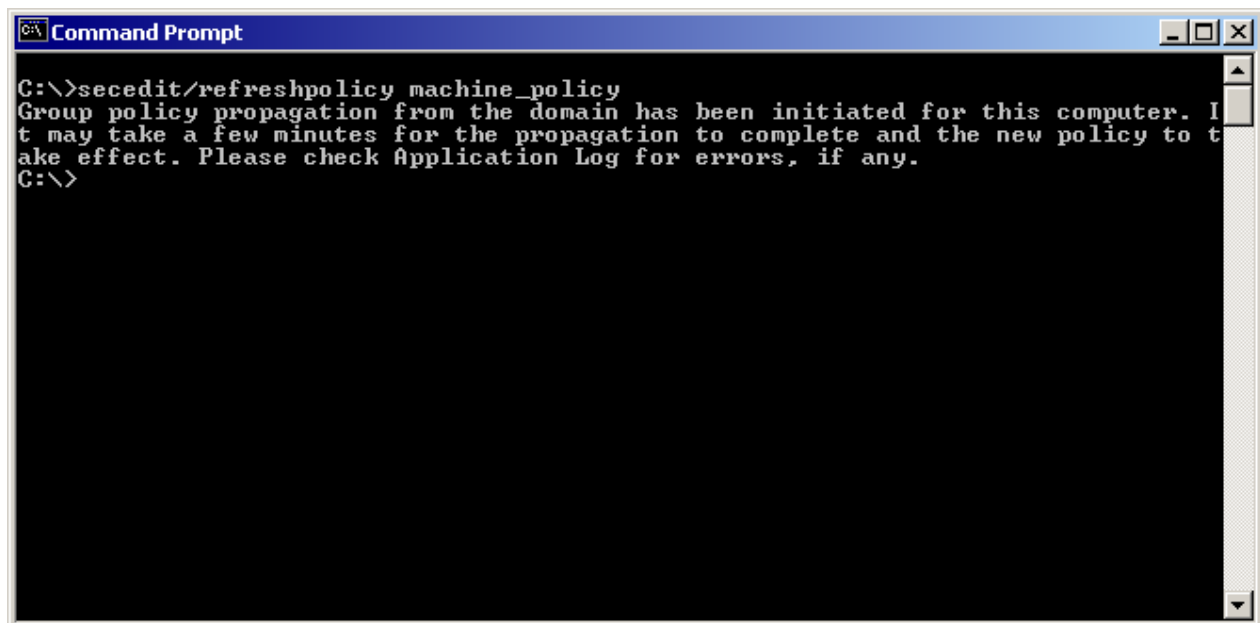 Command Prompt
C:\>secedit/refreshpolicy machine_policy
Group policy propagation from the domain has been initiated for this computer. I
t may take a few minutes for the propagation to complete and the new policy to t
ake effect. Please check Application Log for errors, if any.
C:\>